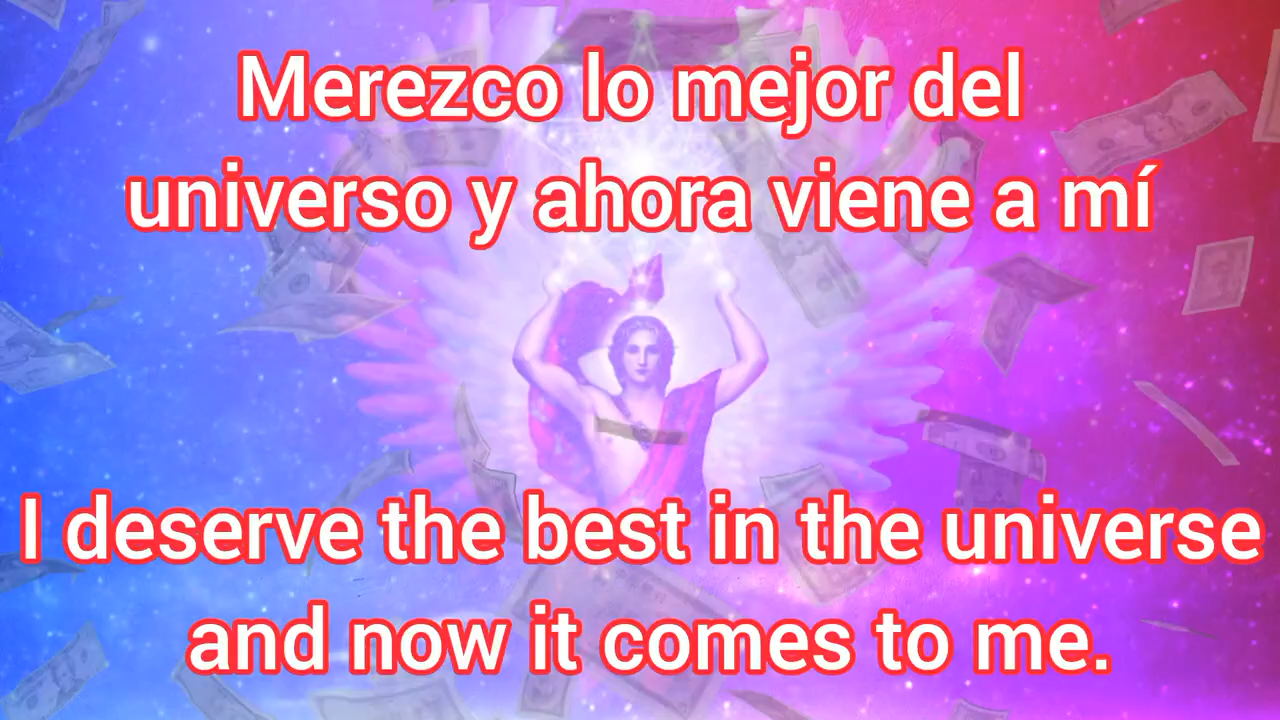 Merezco lo mejor del
universo y ahora viene a mí
I deserve the best in the universe
and now it comes to me.